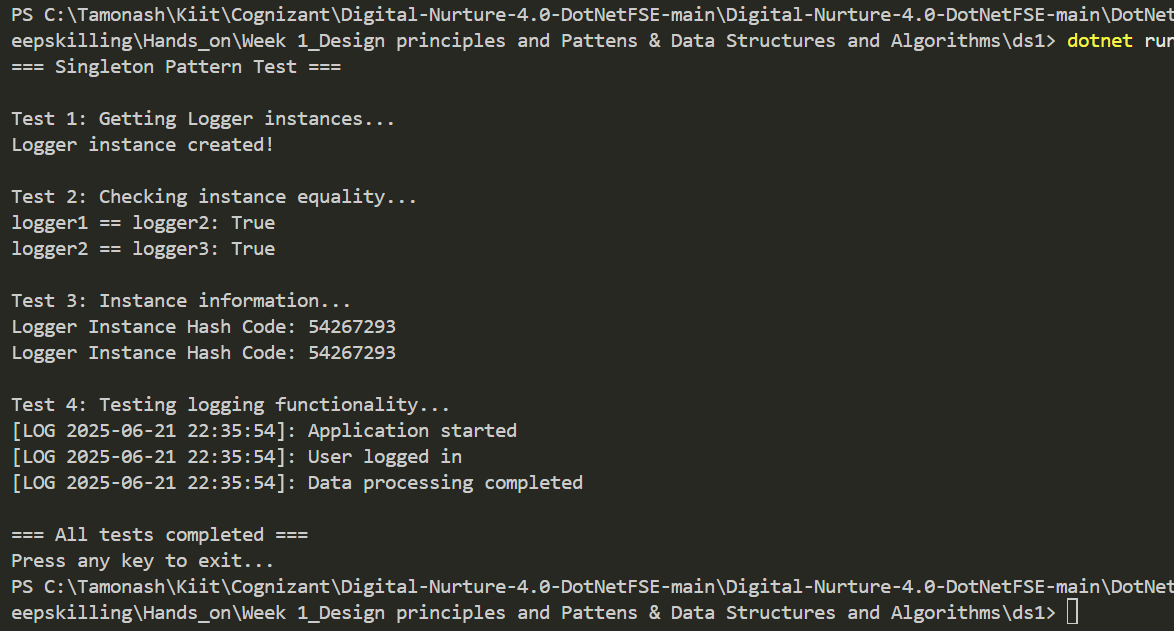 PS C:\Tamonash\Kiit\Cognizant\Digital-Nurture-4.0-DotNetFSE-main\Digital-Nurture-4.0-DotNetFSE-main\DotNet
eepskilling\Hands_on\Week 1_Design principles and Pattens & Data Structures and Algorithms\ds1> dotnet run
=== Singleton Pattern Test ===
Test 1: Getting Logger instances...
Logger instance created!
Test 2: Checking instance equality...
logger1 == logger2: True
logger2 == logger3: True
Test 3: Instance information...
Logger Instance Hash Code: 54267293
Logger Instance Hash Code: 54267293
Test 4: Testing logging functionality...
[LOG 2025-06-21 22:35:54]: Application started
[LOG 2025-06-21 22:35:54]: User logged in
[LOG 2025-06-21 22:35:54]: Data processing completed
=== All tests completed ===
Press any key to exit...
PS C:\Tamonash\Kiit\Cognizant\Digital-Nurture-4.0-DotNetFSE-main\Digital-Nurture-4.0-DotNetFSE-main\DotNet
eepskilling\Hands_on\Week 1_Design principles and Pattens & Data Structures and Algorithms\ds1>